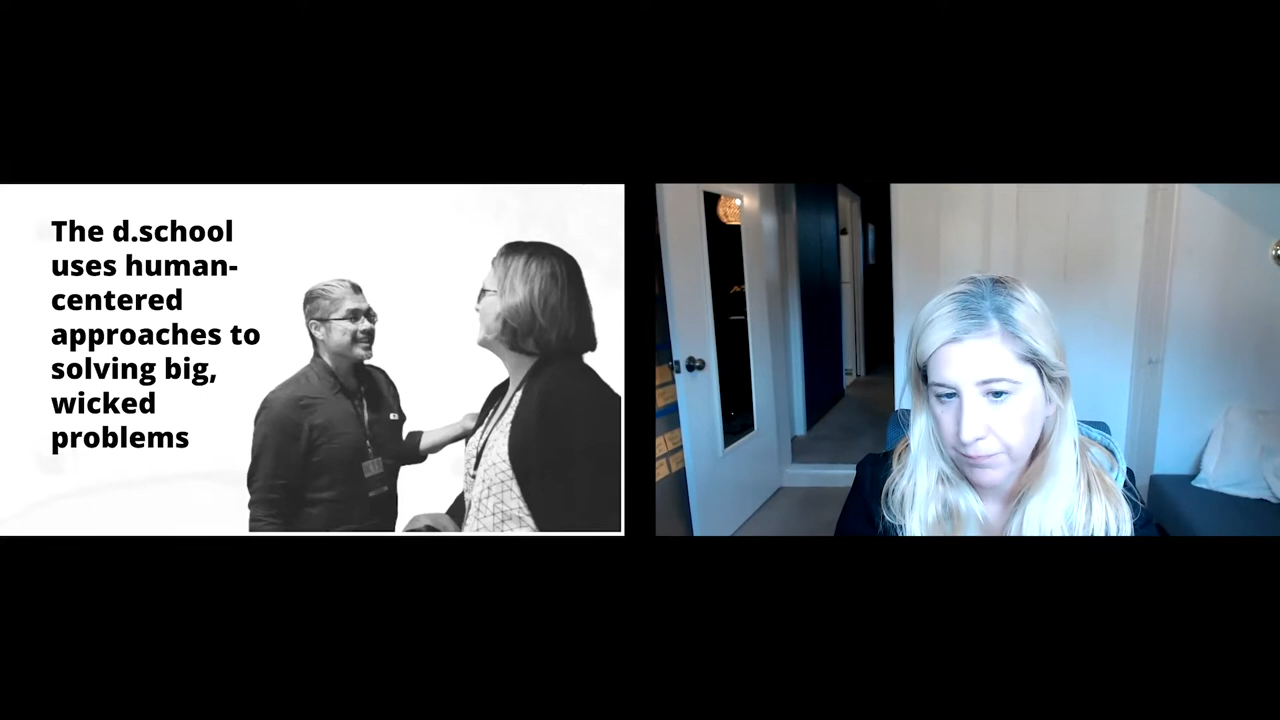 The d.school
uses human-
centered
approaches to
solving big,
wicked
problems